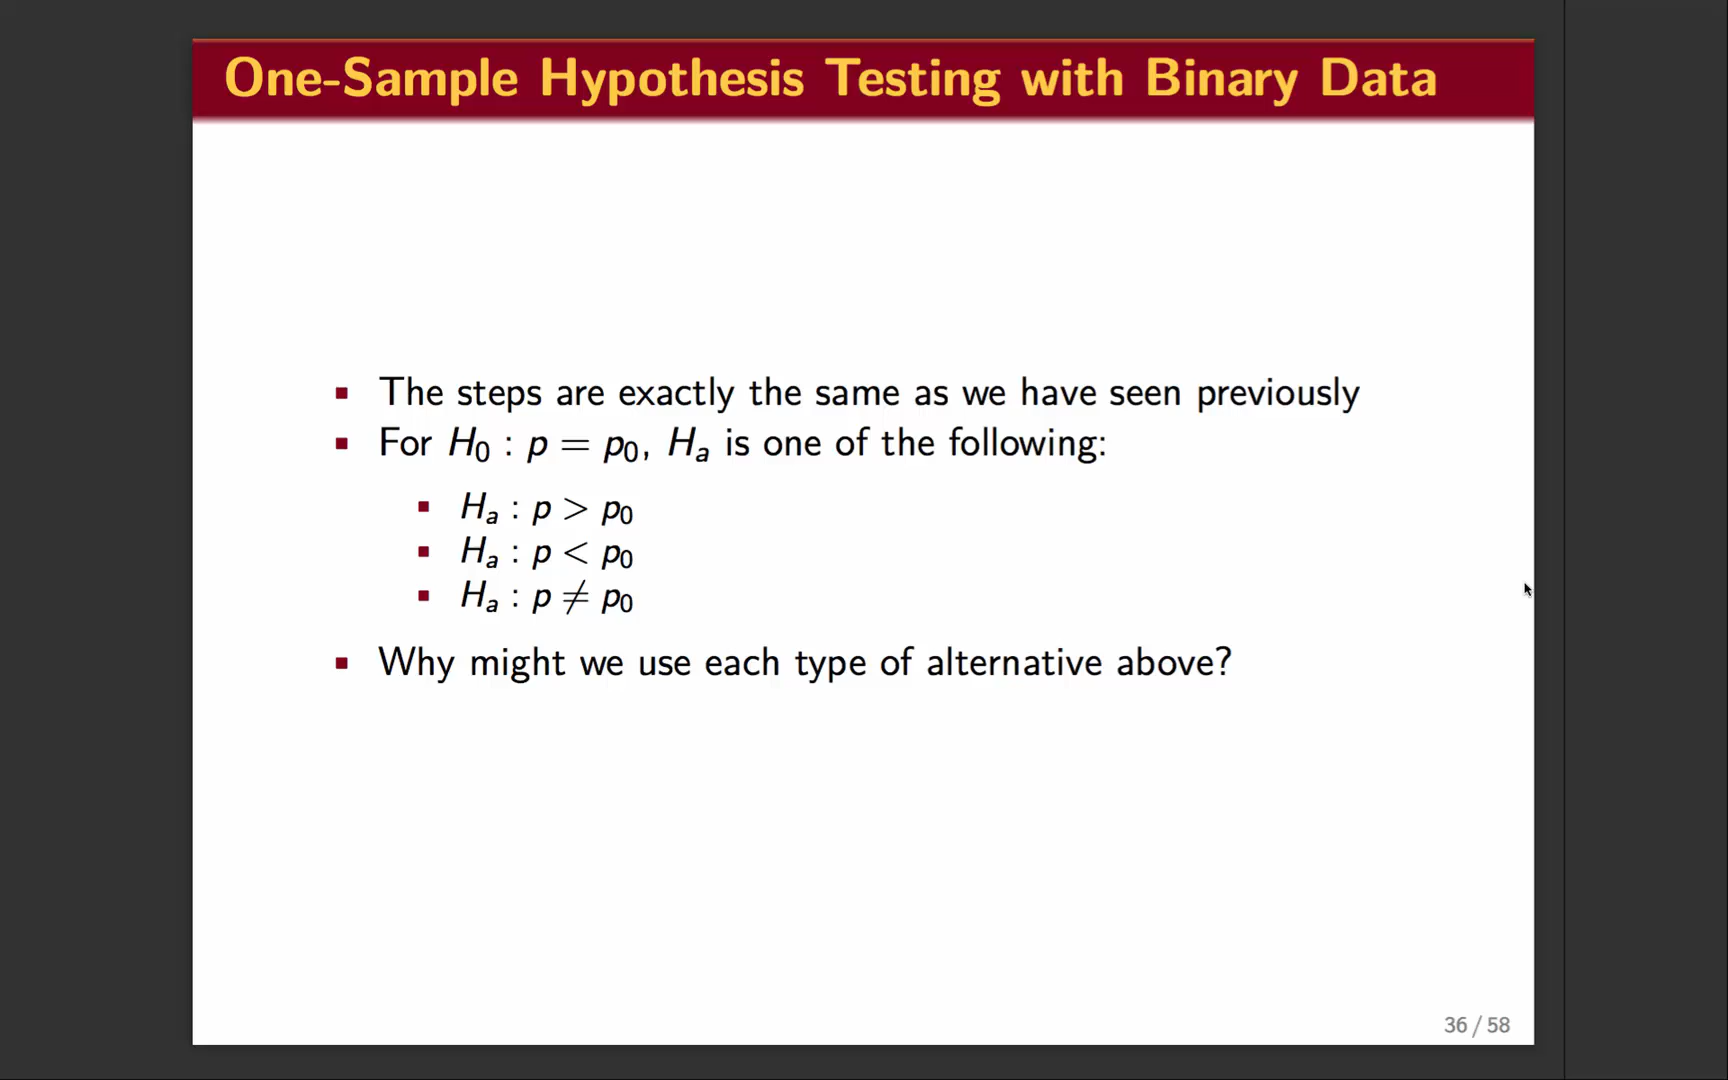 One-Sample Hypothesis Testing with Binary Data
The steps are exactly the same as we have seen previously
For H₀ : p = p₀, Hₐ is one of the following:
Hₐ : p > p₀
Hₐ : p < p₀
Hₐ : p ≠ p₀
Why might we use each type of alternative above?
36 / 58